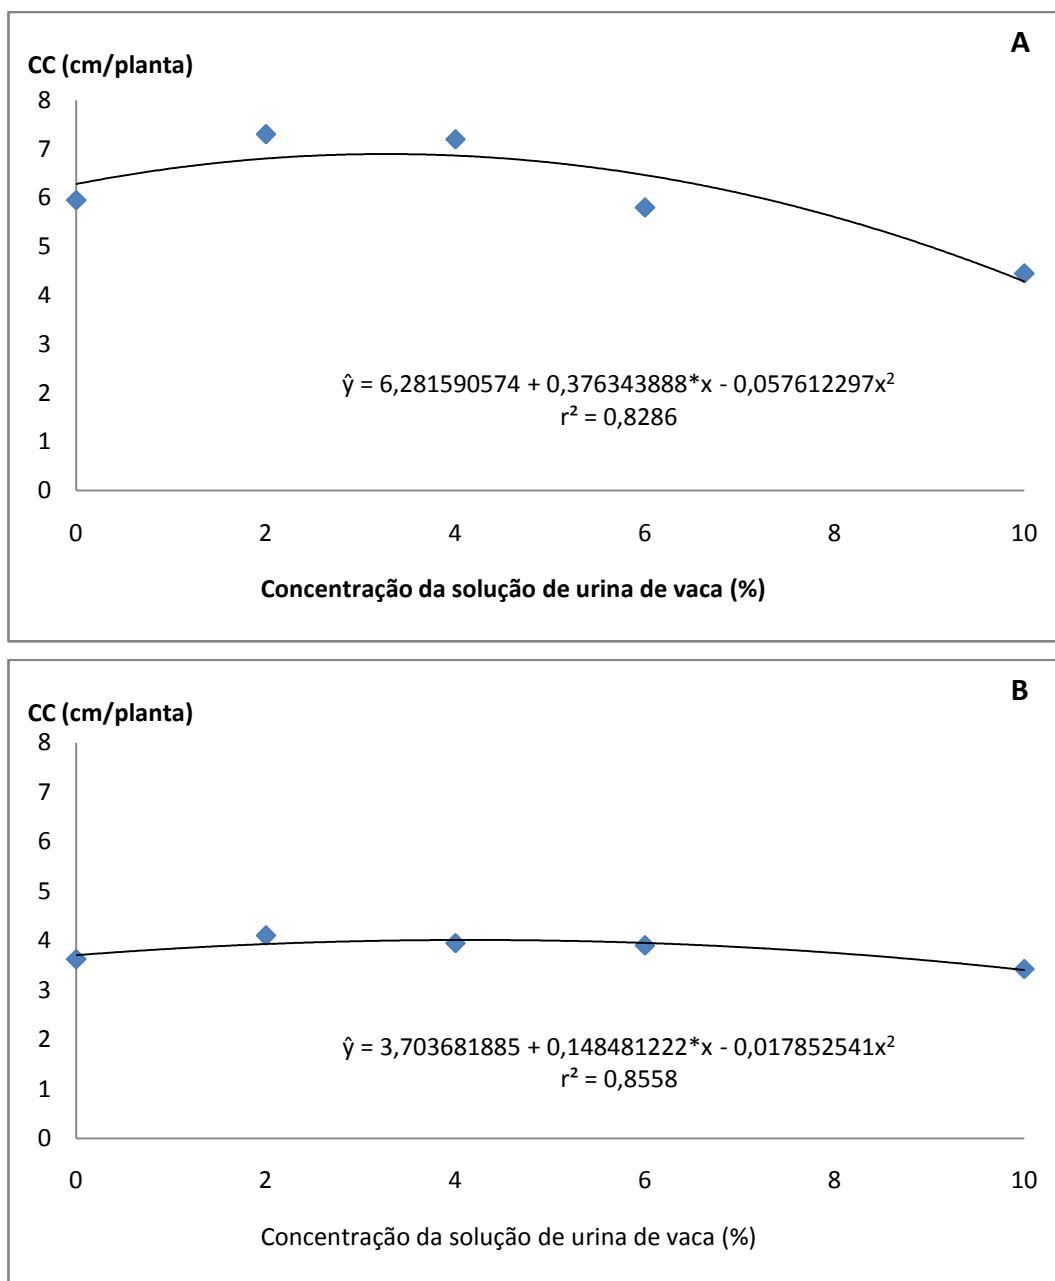 A
CC (cm/planta)
8
7
6
5
4
3
2
1
0
ŷ = 6,281590574 + 0,376343888*x - 0,057612297x²
r² = 0,8286
0 2 4 6 8 10
Concentração da solução de urina de vaca (%)
B
CC (cm/planta)
8
7
6
5
4
3
2
1
0
ŷ = 3,703681885 + 0,148481222*x - 0,017852541x²
r² = 0,8558
0 2 4 6 8 10
Concentração da solução de urina de vaca (%)